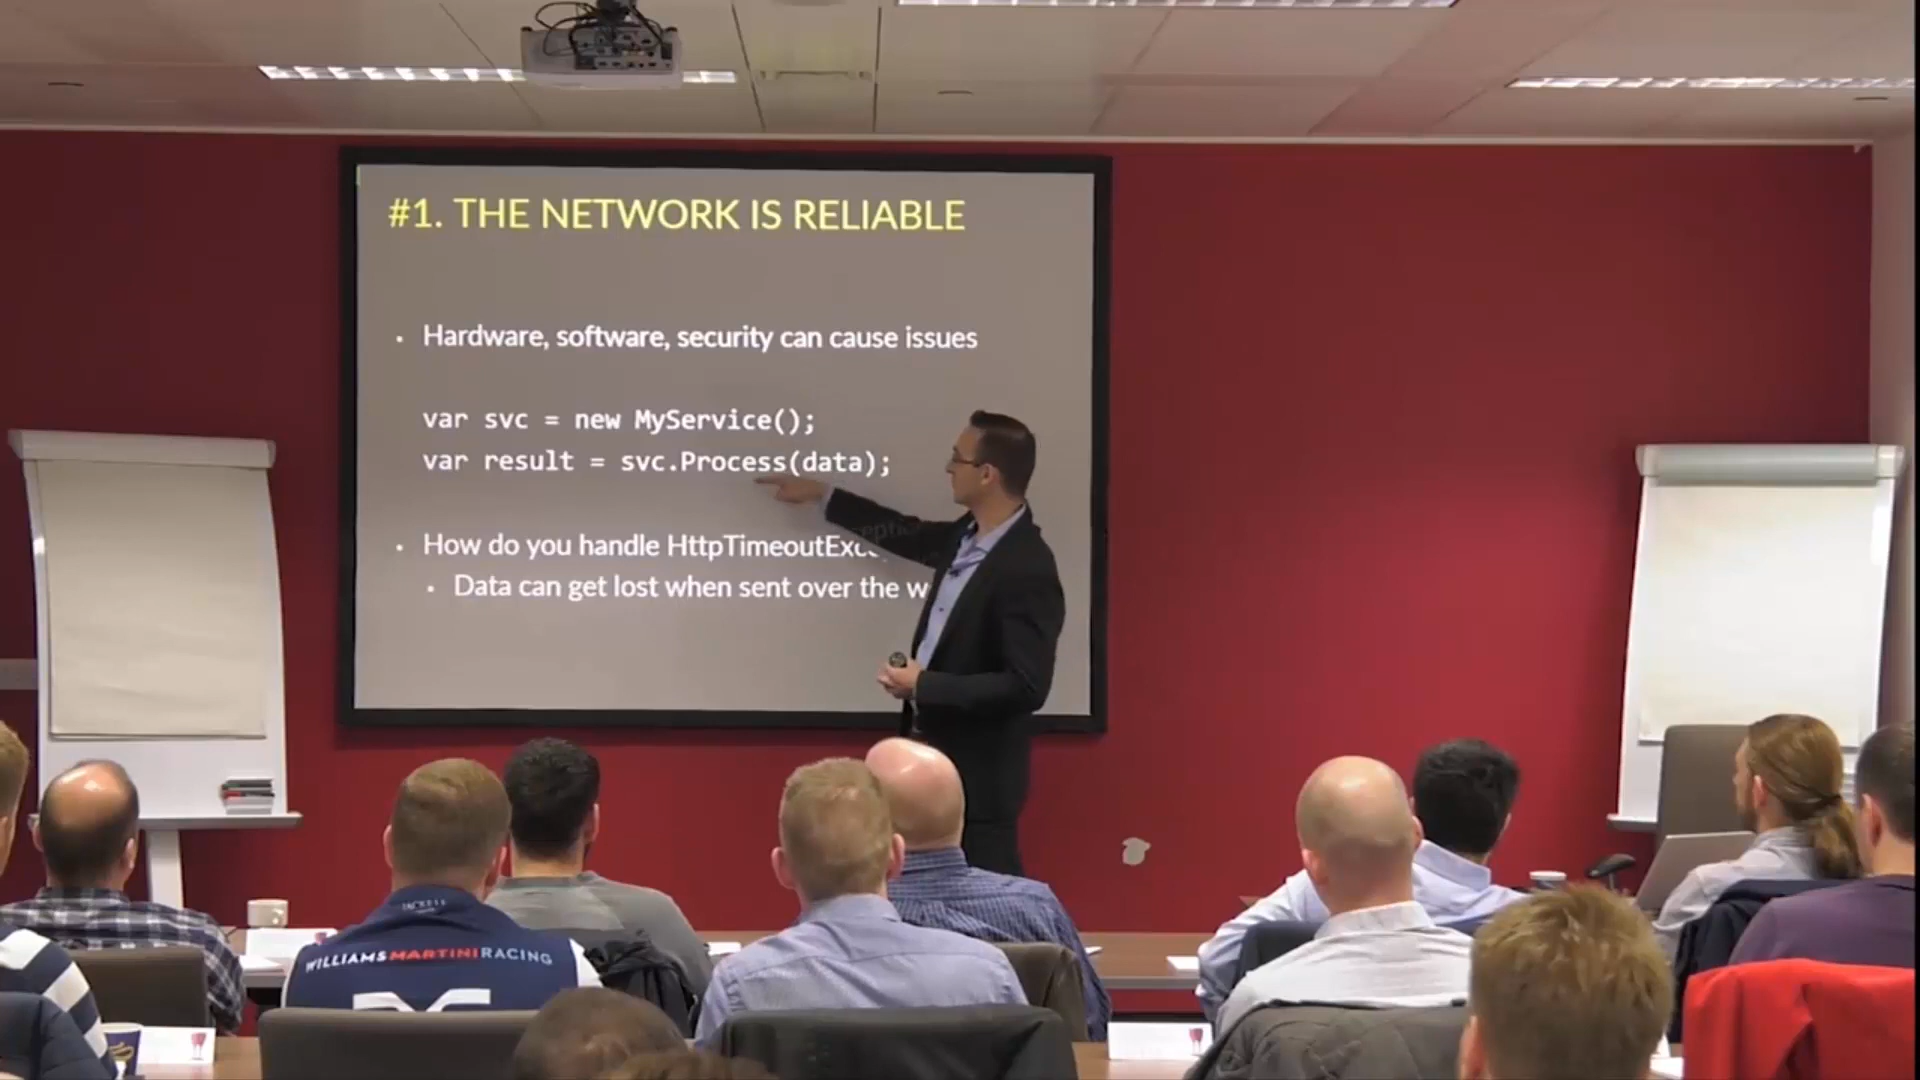 #1. THE NETWORK IS RELIABLE
• Hardware, software, security can cause issues
var svc = new MyService();
var result = svc.Process(data);
• How do you handle HttpTimeoutExc
• Data can get lost when sent over the w
WILLIAMS MARTINI RACING